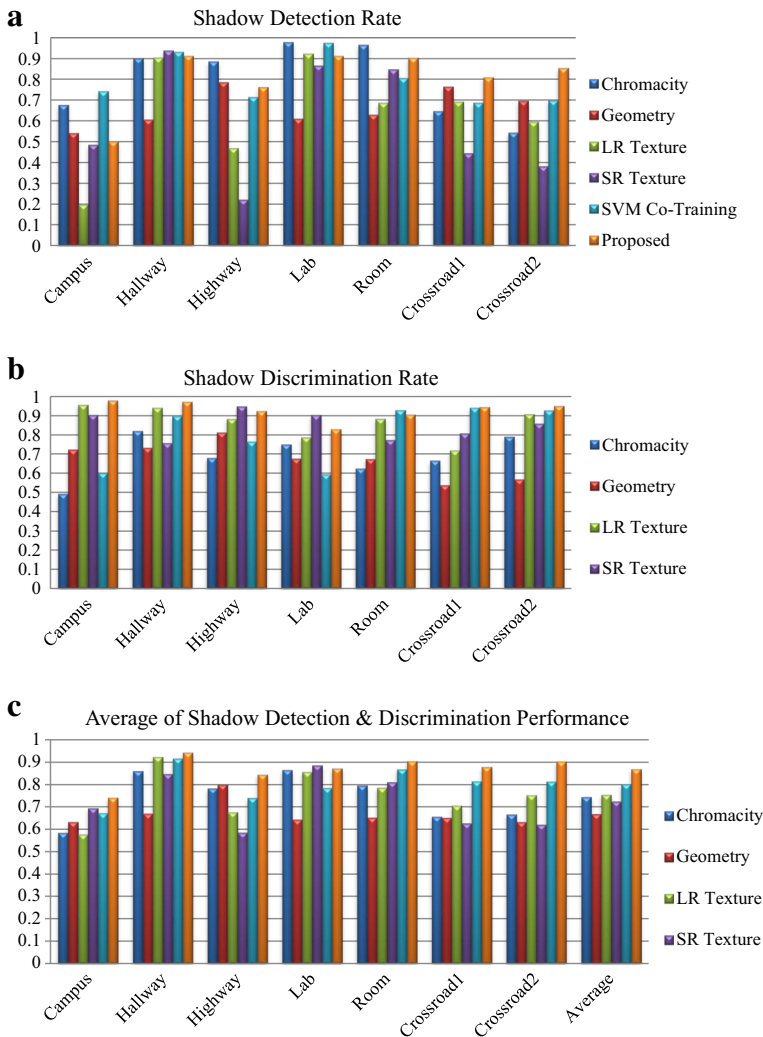 a
Shadow Detection Rate
1
0.9
0.8
0.7
0.6
0.5
0.4
0.3
0.2
0.1
0
Campus
Hallway
Highway
Lab
Room
Crossroad1
Crossroad2
Chromacity
Geometry
LR Texture
SR Texture
SVM Co-Training
Proposed
b
Shadow Discrimination Rate
1
0.9
0.8
0.7
0.6
0.5
0.4
0.3
0.2
0.1
0
Campus
Hallway
Highway
Lab
Room
Crossroad1
Crossroad2
Chromacity
Geometry
LR Texture
SR Texture
c
Average of Shadow Detection & Discrimination Performance
1
0.9
0.8
0.7
0.6
0.5
0.4
0.3
0.2
0.1
0
Campus
Hallway
Highway
Lab
Room
Crossroad1
Crossroad2
Average
Chromacity
Geometry
LR Texture
SR Texture